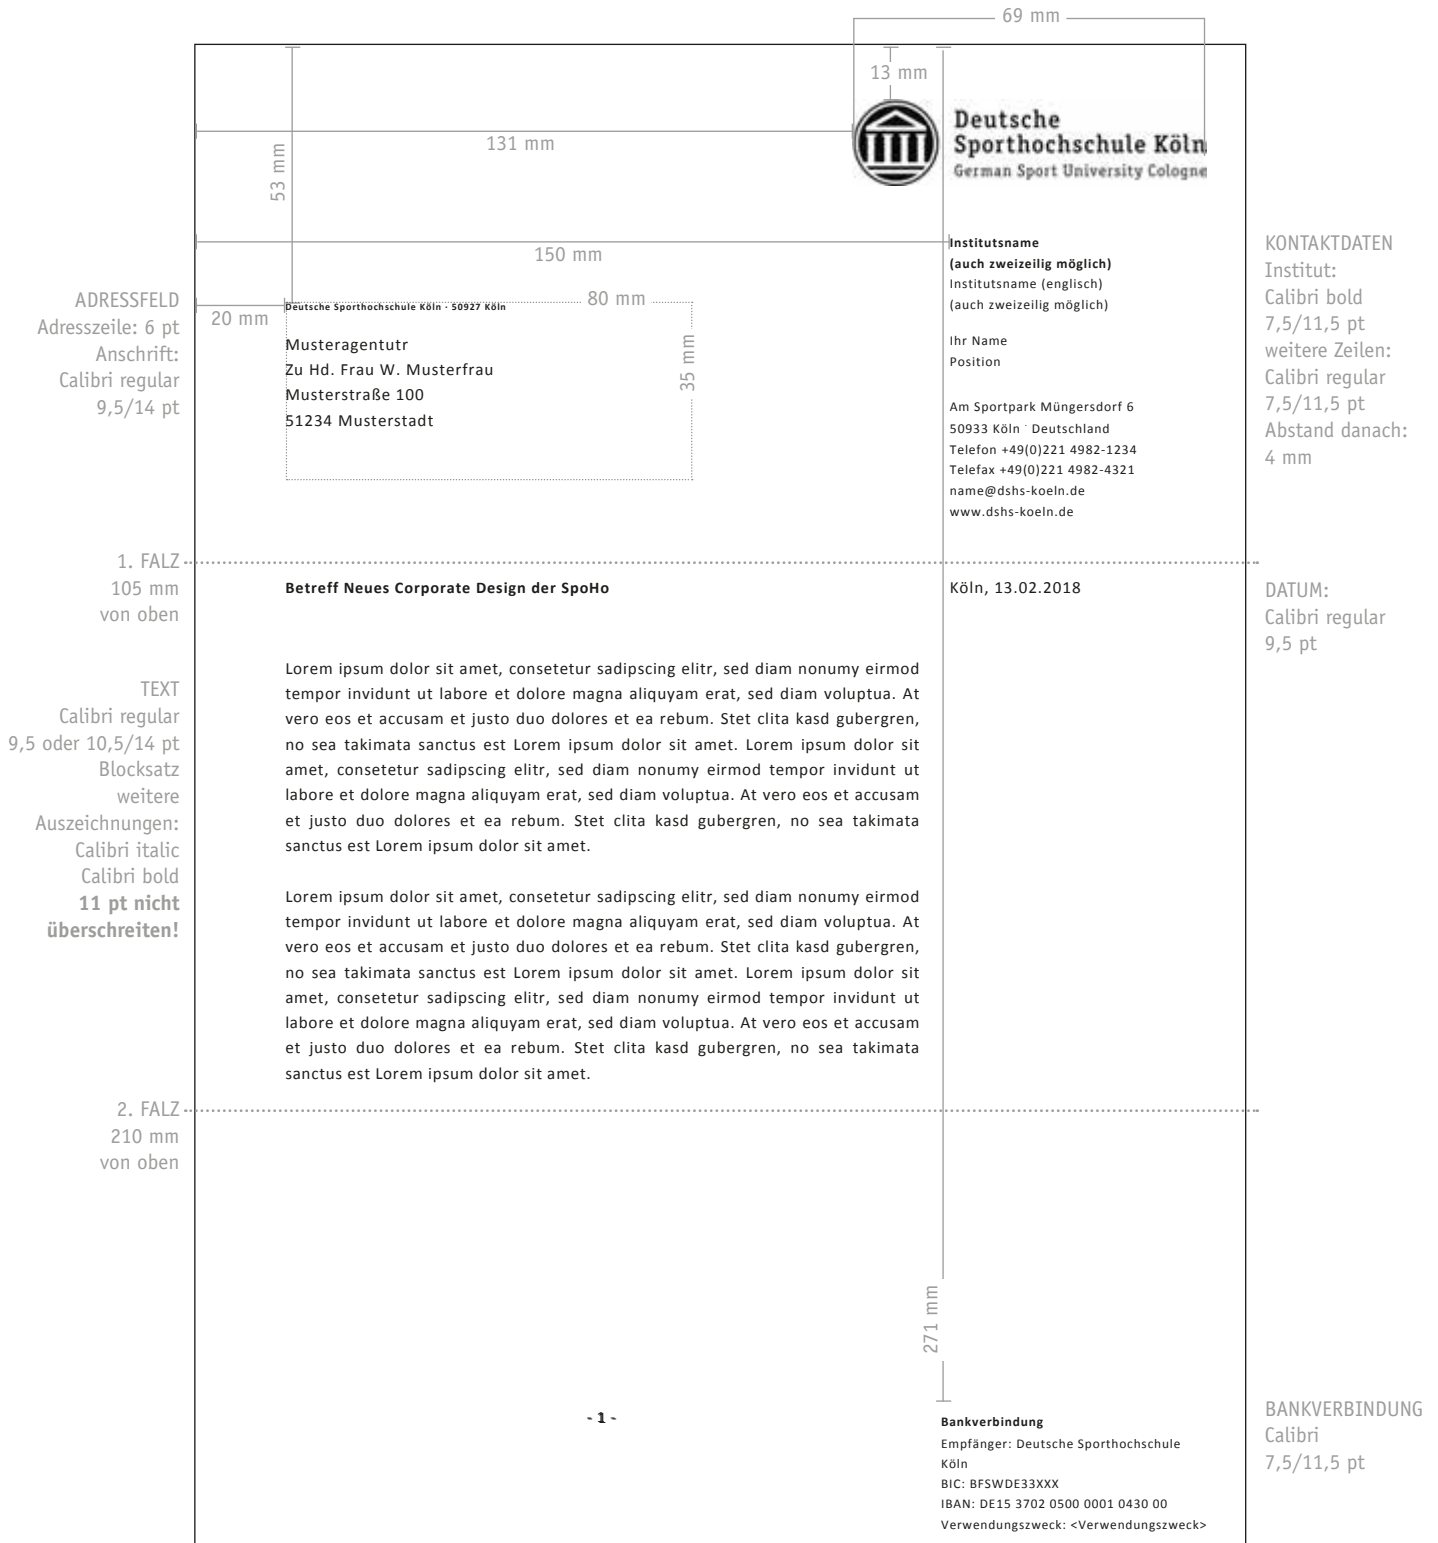 69 mm
13 mm
Deutsche
Sporthochschule Köln
German Sport University Cologne
131 mm
53 mm
150 mm
Institutsname
(auch zweizeilig möglich)
Institutsname (englisch)
(auch zweizeilig möglich)
Ihr Name
Position
Am Sportpark Müngersdorf 6
50933 Köln · Deutschland
Telefon +49(0)221 4982-1234
Telefax +49(0)221 4982-4321
name@dshs-koeln.de
www.dshs-koeln.de
KONTAKTDATEN
Institut:
Calibri bold
7,5/11,5 pt
weitere Zeilen:
Calibri regular
7,5/11,5 pt
Abstand danach:
4 mm
ADRESSFELD
Adresszeile: 6 pt
Anschrift:
Calibri regular
9,5/14 pt
20 mm
80 mm
35 mm
Deutsche Sporthochschule Köln · 50927 Köln
Musteragentutr
Zu Hd. Frau W. Musterfrau
Musterstraße 100
51234 Musterstadt
1. FALZ
105 mm
von oben
Betreff Neues Corporate Design der SpoHo
Köln, 13.02.2018
DATUM:
Calibri regular
9,5 pt
TEXT
Calibri regular
9,5 oder 10,5/14 pt
Blocksatz
weitere
Auszeichnungen:
Calibri italic
Calibri bold
11 pt nicht
überschreiten!
Lorem ipsum dolor sit amet, consetetur sadipscing elitr, sed diam nonumy eirmod
tempor invidunt ut labore et dolore magna aliquyam erat, sed diam voluptua. At
vero eos et accusam et justo duo dolores et ea rebum. Stet clita kasd gubergren,
no sea takimata sanctus est Lorem ipsum dolor sit amet. Lorem ipsum dolor sit
amet, consetetur sadipscing elitr, sed diam nonumy eirmod tempor invidunt ut
labore et dolore magna aliquyam erat, sed diam voluptua. At vero eos et accusam
et justo duo dolores et ea rebum. Stet clita kasd gubergren, no sea takimata
sanctus est Lorem ipsum dolor sit amet.
Lorem ipsum dolor sit amet, consetetur sadipscing elitr, sed diam nonumy eirmod
tempor invidunt ut labore et dolore magna aliquyam erat, sed diam voluptua. At
vero eos et accusam et justo duo dolores et ea rebum. Stet clita kasd gubergren,
no sea takimata sanctus est Lorem ipsum dolor sit amet. Lorem ipsum dolor sit
amet, consetetur sadipscing elitr, sed diam nonumy eirmod tempor invidunt ut
labore et dolore magna aliquyam erat, sed diam voluptua. At vero eos et accusam
et justo duo dolores et ea rebum. Stet clita kasd gubergren, no sea takimata
sanctus est Lorem ipsum dolor sit amet.
2. FALZ
210 mm
von oben
271 mm
- 1 -
Bankverbindung
Empfänger: Deutsche Sporthochschule
Köln
BIC: BFSWDE33XXX
IBAN: DE15 3702 0500 0001 0430 00
Verwendungszweck: <Verwendungszweck>
BANKVERBINDUNG
Calibri
7,5/11,5 pt